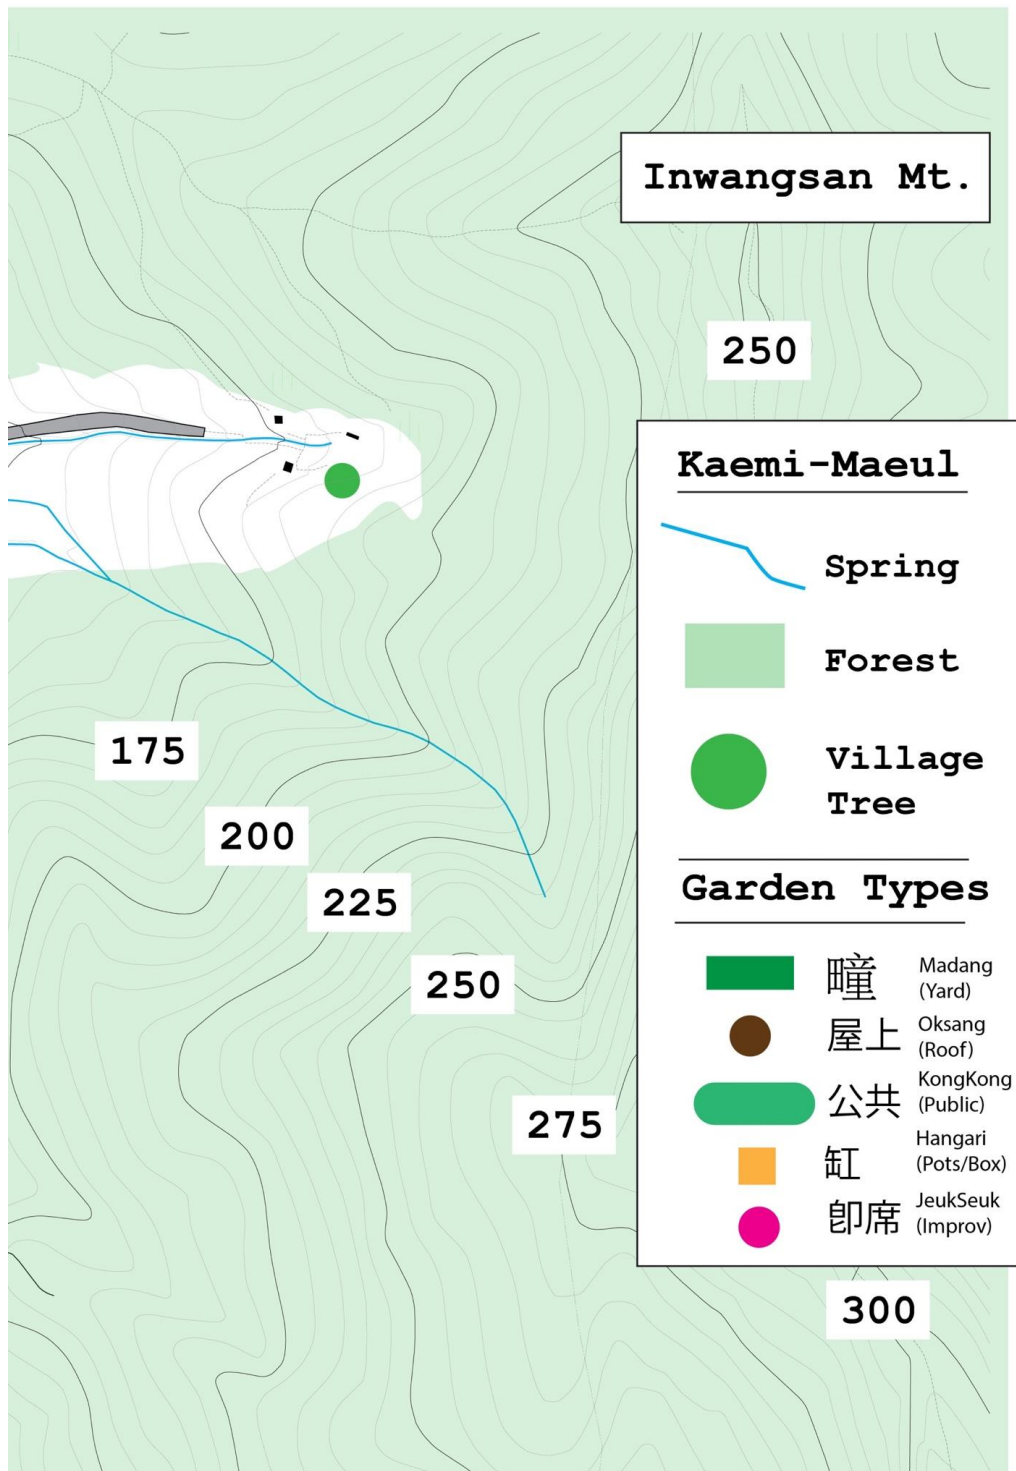 Inwangsan Mt.
250
Kaemi-Maeul
Spring
Forest
175
Village
Tree
200
Garden Types
225
250
疃 Madang
(Yard)
屋上 Oksang
(Roof)
公共 KongKong
(Public)
275
缸 Hangari
(Pots/Box)
卽席 JeukSeuk
(Improv)
300